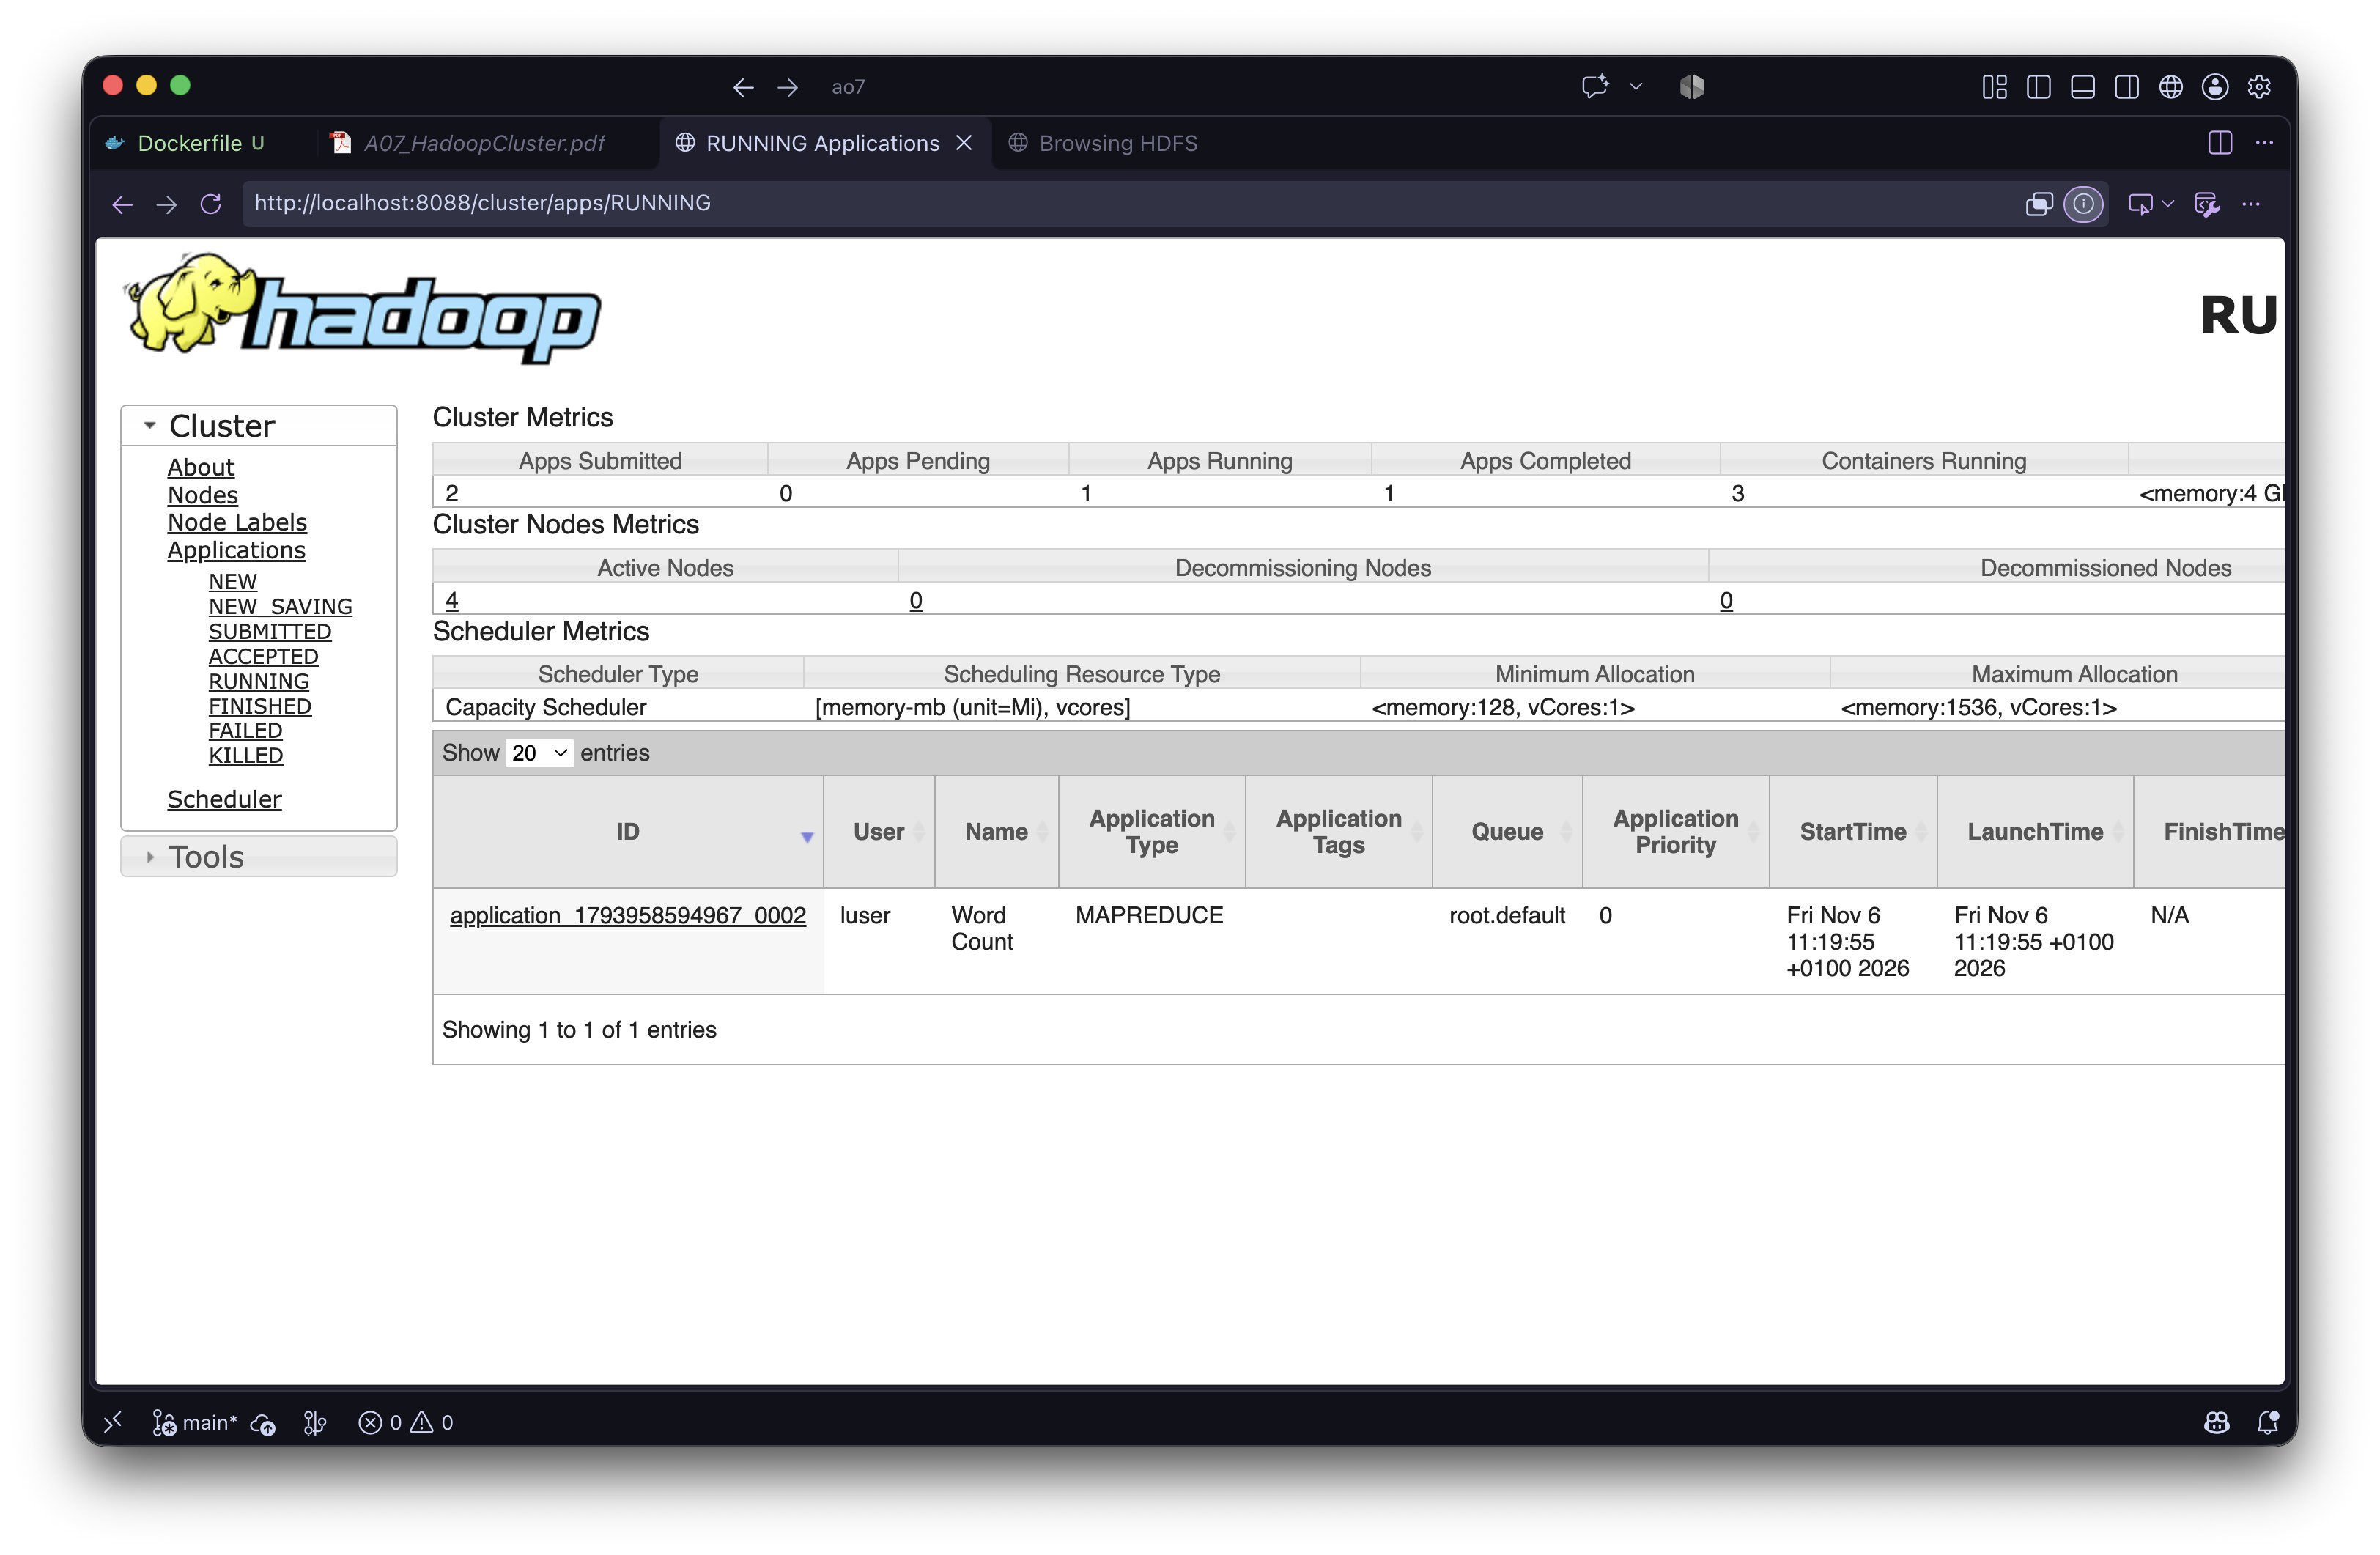 ao7
Dockerfile U
A07_HadoopCluster.pdf
RUNNING Applications
Browsing HDFS
http://localhost:8088/cluster/apps/RUNNING
hadoop
RU
Cluster
About
Nodes
Node Labels
Applications
NEW
NEW_SAVING
SUBMITTED
ACCEPTED
RUNNING
FINISHED
FAILED
KILLED
Scheduler
Tools
Cluster Metrics
Apps Submitted Apps Pending Apps Running Apps Completed Containers Running
2 0 1 1 3 <memory:4 G
Cluster Nodes Metrics
Active Nodes Decommissioning Nodes Decommissioned Nodes
4 0 0
Scheduler Metrics
Scheduler Type Scheduling Resource Type Minimum Allocation Maximum Allocation
Capacity Scheduler [memory-mb (unit=Mi), vcores] <memory:128, vCores:1> <memory:1536, vCores:1>
Show 20 entries
ID User Name Application Type Application Tags Queue Application Priority StartTime LaunchTime FinishTime
application_1793958594967_0002 luser Word Count MAPREDUCE root.default 0 Fri Nov 6 11:19:55 +0100 2026 Fri Nov 6 11:19:55 +0100 2026 N/A
Showing 1 to 1 of 1 entries
main* 0 0